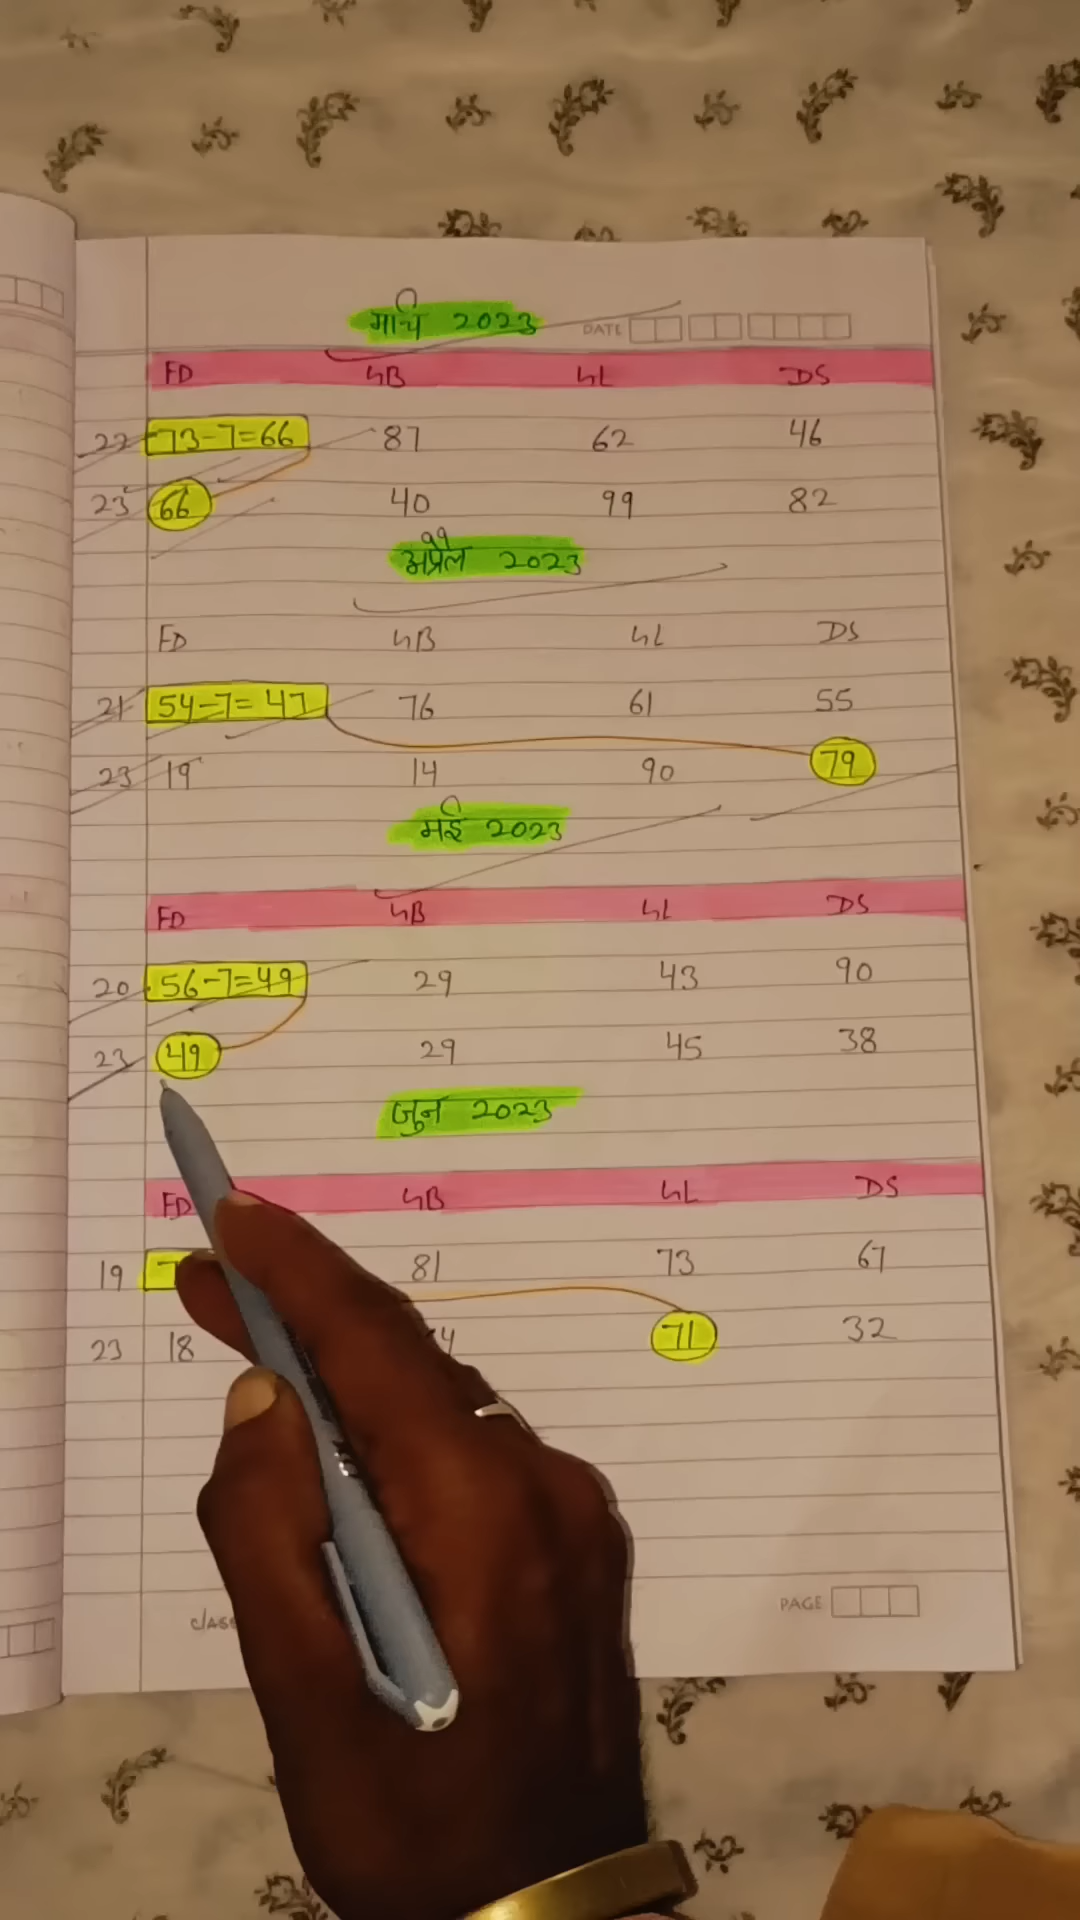 मार्च 2023
DATE
FD GB GL DS
22 73-7=66 87 62 46
23 66 40 99 82
अप्रैल 2023
FD GB GL DS
21 54-7=47 76 61 55
23 19 14 90 79
मई 2023
FD GB GL DS
20 56-7=49 29 43 90
23 49 29 45 38
जुन 2023
FD GB GL DS
19 7 81 73 67
23 18 4 71 32
PAGE